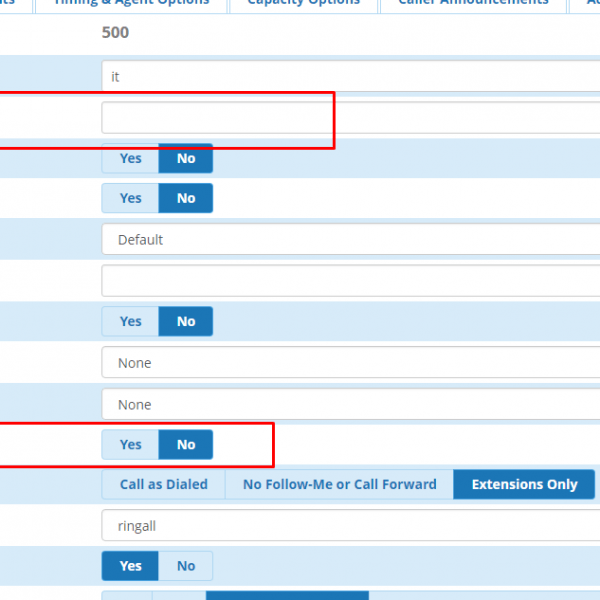 Timing & Agent Options Capacity Options Caller Announcements
500
it
Yes No
Yes No
Default
Yes No
None
None
Yes No
Call as Dialed No Follow-Me or Call Forward Extensions Only
ringall
Yes No